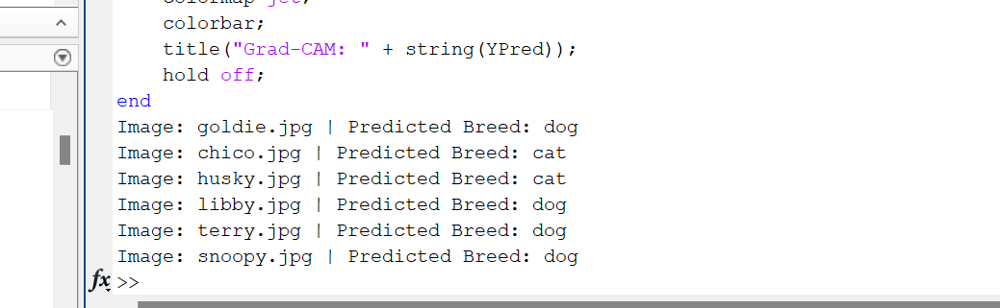 colormap jet;
colorbar;
title("Grad-CAM: " + string(YPred));
hold off;
end
Image: goldie.jpg | Predicted Breed: dog
Image: chico.jpg | Predicted Breed: cat
Image: husky.jpg | Predicted Breed: cat
Image: libby.jpg | Predicted Breed: dog
Image: terry.jpg | Predicted Breed: dog
Image: snoopy.jpg | Predicted Breed: dog
fx >>